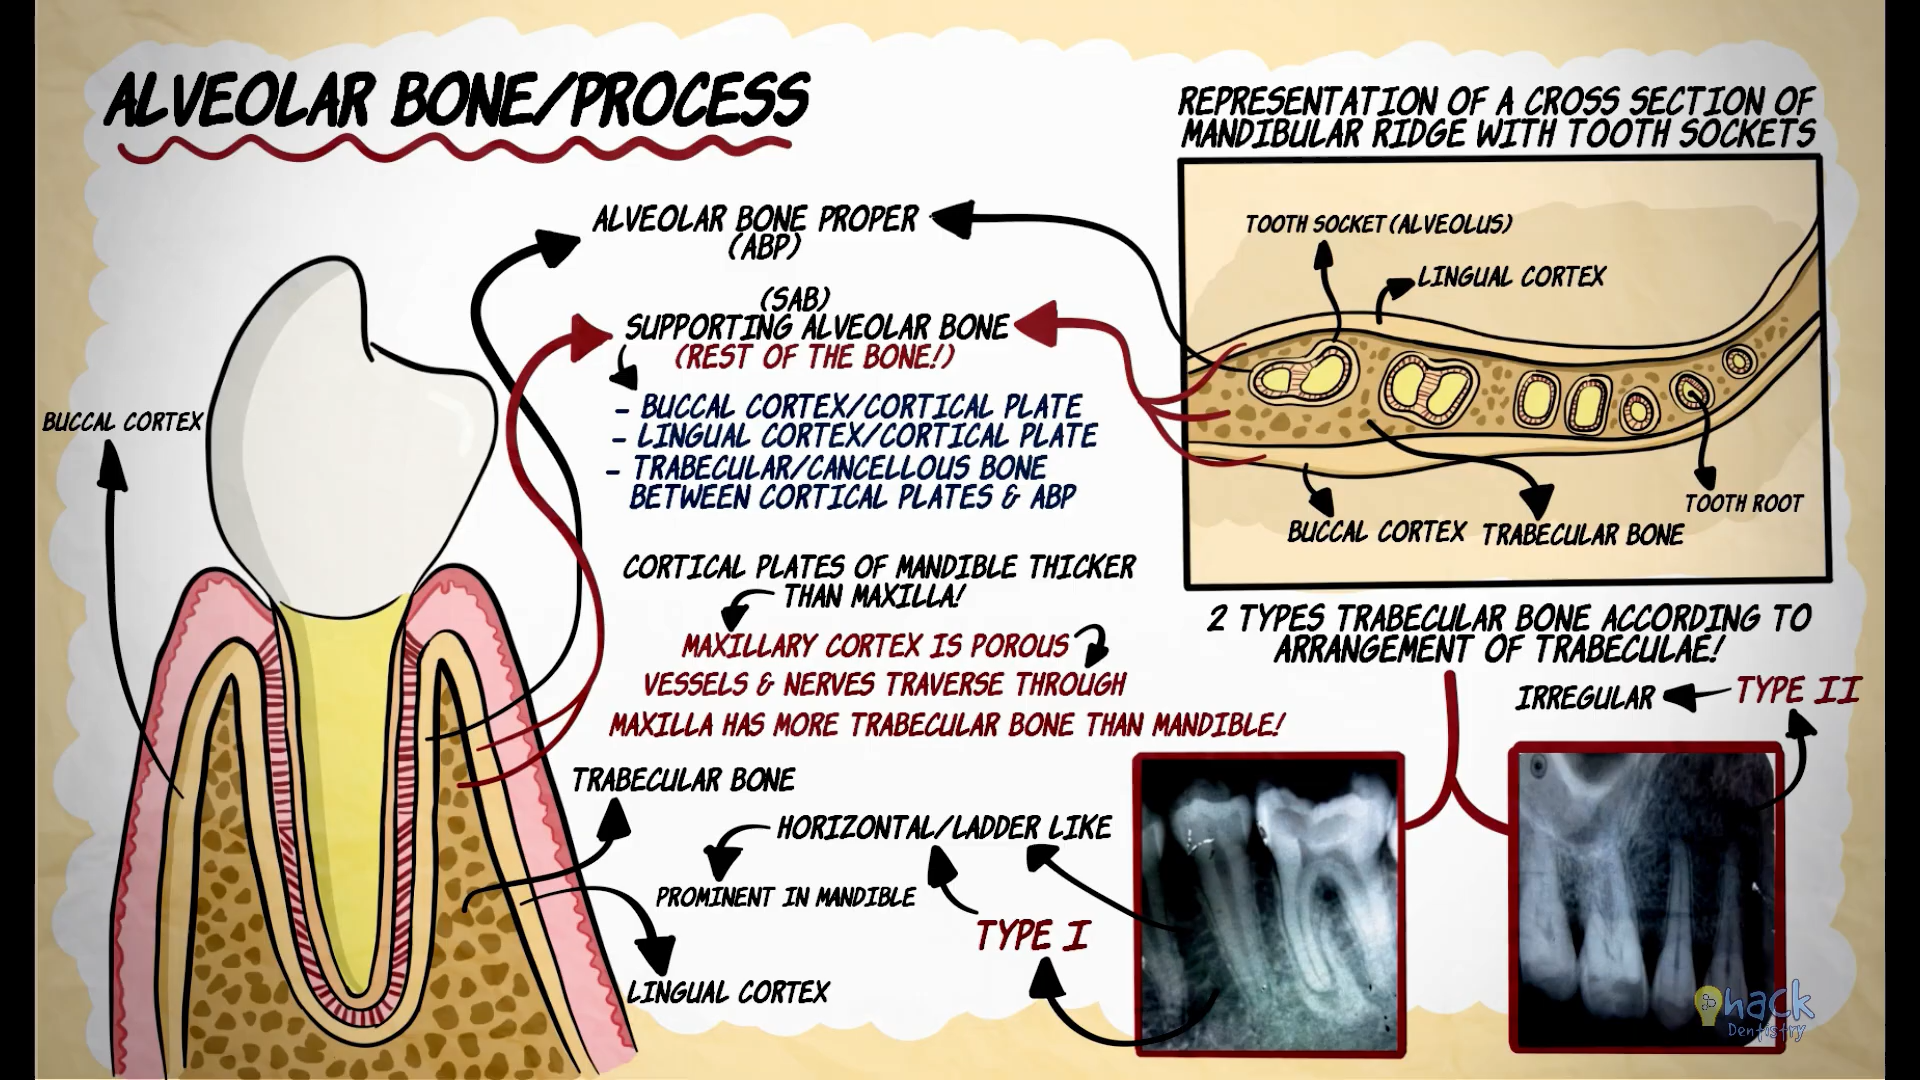 ALVEOLAR BONE/PROCESS
REPRESENTATION OF A CROSS SECTION OF
MANDIBULAR RIDGE WITH TOOTH SOCKETS
TOOTH SOCKET (ALVEOLUS)
LINGUAL CORTEX
TOOTH ROOT
BUCCAL CORTEX
TRABECULAR BONE
ALVEOLAR BONE PROPER
(ABP)
(SAB)
SUPPORTING ALVEOLAR BONE
(REST OF THE BONE!)
- BUCCAL CORTEX/CORTICAL PLATE
- LINGUAL CORTEX/CORTICAL PLATE
- TRABECULAR/CANCELLOUS BONE
BETWEEN CORTICAL PLATES & ABP
BUCCAL CORTEX
CORTICAL PLATES OF MANDIBLE THICKER
THAN MAXILLA!
MAXILLARY CORTEX IS POROUS
VESSELS & NERVES TRAVERSE THROUGH
MAXILLA HAS MORE TRABECULAR BONE THAN MANDIBLE!
2 TYPES TRABECULAR BONE ACCORDING TO
ARRANGEMENT OF TRABECULAE!
IRREGULAR
TYPE II
TRABECULAR BONE
HORIZONTAL/LADDER LIKE
PROMINENT IN MANDIBLE
TYPE I
LINGUAL CORTEX
hack
Dentistry